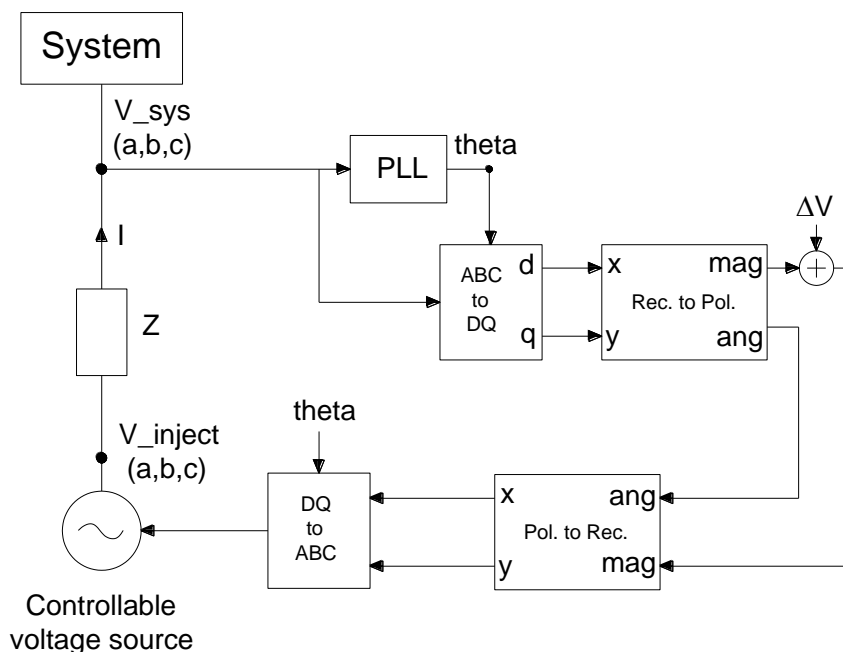 System
V_sys
(a,b,c)
theta
PLL
ΔV
I
ABC
to
DQ
d
q
x
y
Rec. to Pol.
mag
ang
+
Z
theta
V_inject
(a,b,c)
DQ
to
ABC
x
y
Pol. to Rec.
ang
mag
Controllable
voltage source